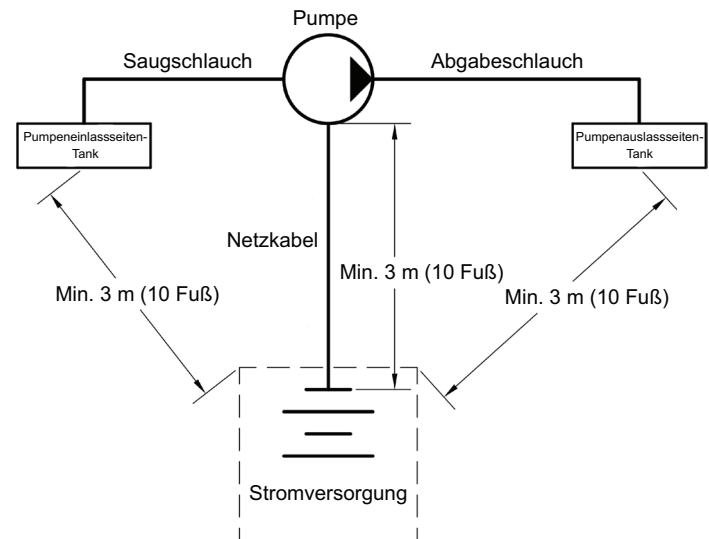 Pumpe
Saugschlauch
Abgabeschlauch
Pumpeneinlassseiten-
Tank
Pumpenauslassseiten-
Tank
Netzkabel
Min. 3 m (10 Fuß)
Min. 3 m (10 Fuß)
Min. 3 m (10 Fuß)
Stromversorgung